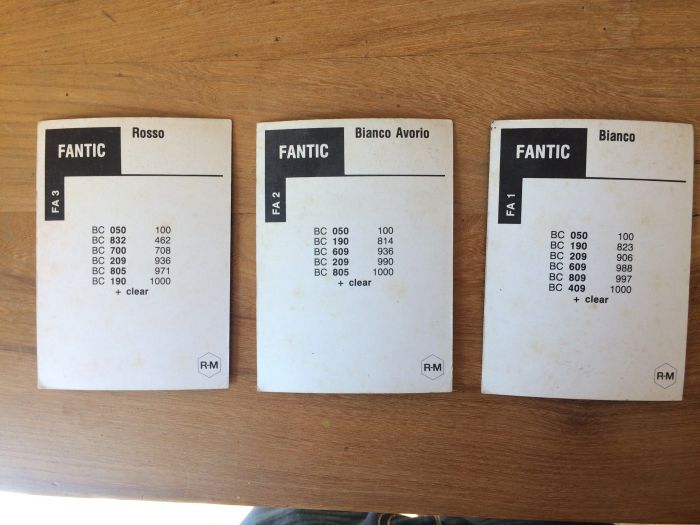 Rosso
FANTIC
FA 3
BC 050 100
BC 832 462
BC 700 708
BC 209 936
BC 805 971
BC 190 1000
+ clear
R-M
Bianco Avorio
FANTIC
FA 2
BC 050 100
BC 190 814
BC 609 936
BC 209 990
BC 805 1000
+ clear
R-M
Bianco
FANTIC
FA 1
BC 050 100
BC 190 823
BC 209 906
BC 609 988
BC 809 997
BC 409 1000
+ clear
R-M